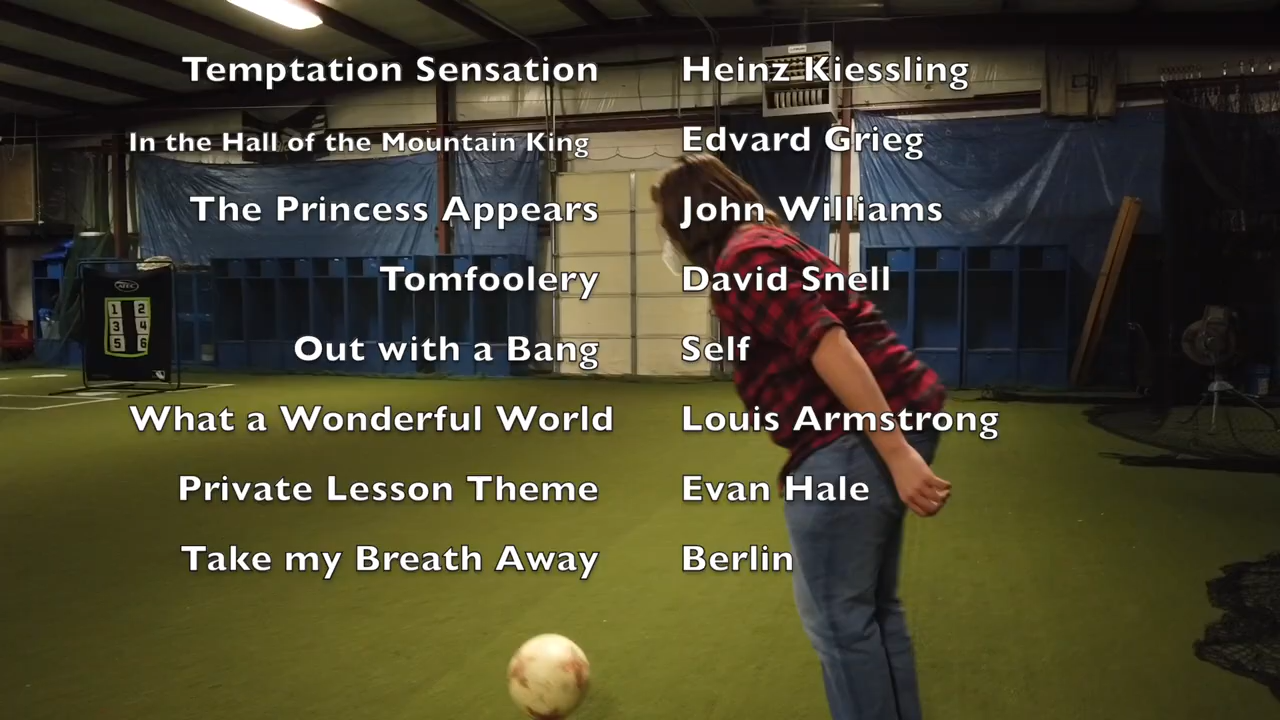 Temptation Sensation Heinz Kiessling
In the Hall of the Mountain King Edvard Grieg
The Princess Appears John Williams
Tomfoolery David Snell
Out with a Bang Self
What a Wonderful World Louis Armstrong
Private Lesson Theme Evan Hale
Take my Breath Away Berlin
ATEC
1 2
3 4
5 6